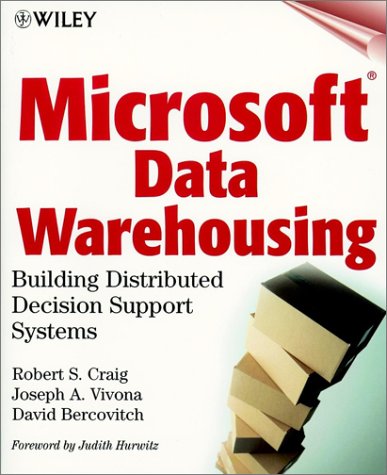 WILEY
Microsoft®
Data
Warehousing
Building Distributed
Decision Support
Systems
Robert S. Craig
Joseph A. Vivona
David Bercovitch
Foreword by Judith Hurwitz